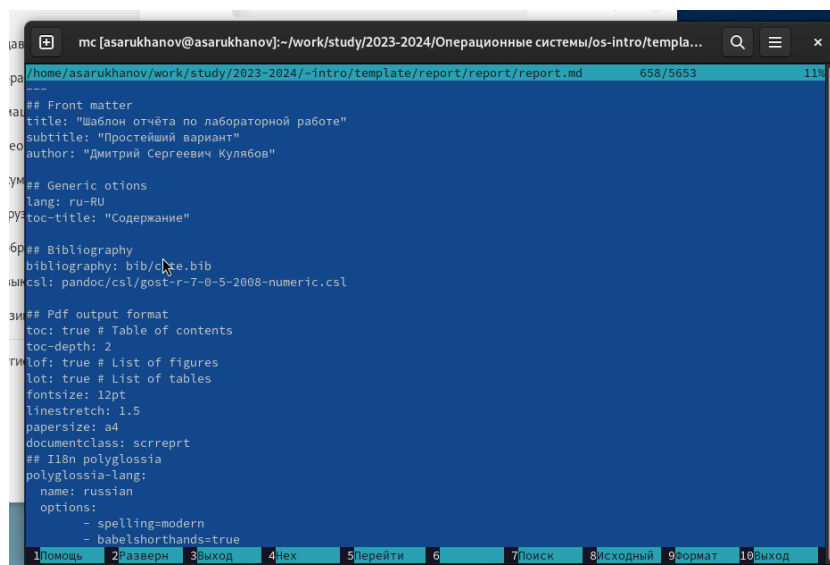 mc [asarukhanov@asarukhanov]:~/work/study/2023-2024/Операционные системы/os-intro/templa...
/home/asarukhanov/work/study/2023-2024/~intro/template/report/report/report.md 658/5653 11%
---
## Front matter
title: "Шаблон отчёта по лабораторной работе"
subtitle: "Простейший вариант"
author: "Дмитрий Сергеевич Кулябов"
## Generic otions
lang: ru-RU
toc-title: "Содержание"
## Bibliography
bibliography: bib/cite.bib
csl: pandoc/csl/gost-r-7-0-5-2008-numeric.csl
## Pdf output format
toc: true # Table of contents
toc-depth: 2
lof: true # List of figures
lot: true # List of tables
fontsize: 12pt
linestretch: 1.5
papersize: a4
documentclass: scrreprt
## I18n polyglossia
polyglossia-lang:
  name: russian
  options:
        - spelling=modern
        - babelshorthands=true
1Помощь 2Разверн 3Выход 4Hex 5Перейти 6 7Поиск 8Исходный 9Формат 10Выход